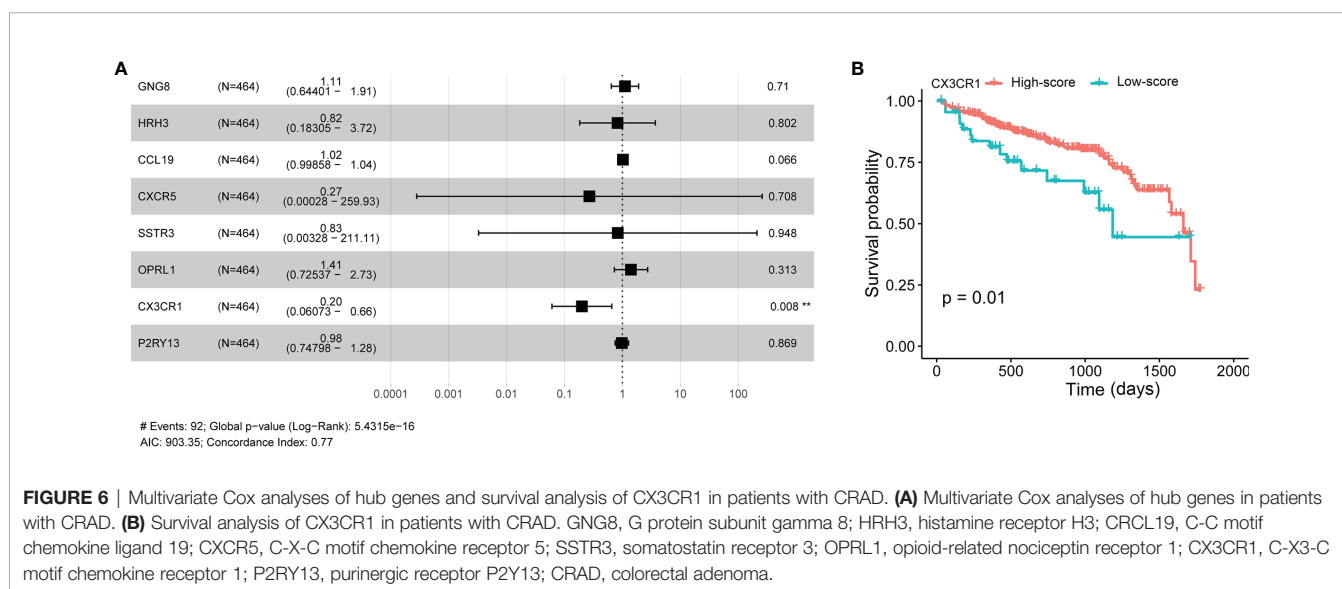 A
GNG8 (N=464) 1.11 (0.64401 − 1.91) 0.71
HRH3 (N=464) 0.82 (0.18305 − 3.72) 0.802
CCL19 (N=464) 1.02 (0.99858 − 1.04) 0.066
CXCR5 (N=464) 0.27 (0.00028 − 259.93) 0.708
SSTR3 (N=464) 0.83 (0.00328 − 211.11) 0.948
OPRL1 (N=464) 1.41 (0.72537 − 2.73) 0.313
CX3CR1 (N=464) 0.20 (0.06073 − 0.66) 0.008 **
P2RY13 (N=464) 0.98 (0.74798 − 1.28) 0.869
0.0001 0.001 0.01 0.1 1 10 100
# Events: 92; Global p−value (Log−Rank): 5.4315e−16
AIC: 903.35; Concordance Index: 0.77
B
CX3CR1 High-score Low-score
1.00
0.75
0.50
0.25
0.00
Survival probability
p = 0.01
0 500 1000 1500 2000
Time (days)
FIGURE 6 | Multivariate Cox analyses of hub genes and survival analysis of CX3CR1 in patients with CRAD. (A) Multivariate Cox analyses of hub genes in patients
with CRAD. (B) Survival analysis of CX3CR1 in patients with CRAD. GNG8, G protein subunit gamma 8; HRH3, histamine receptor H3; CRCL19, C-C motif
chemokine ligand 19; CXCR5, C-X-C motif chemokine receptor 5; SSTR3, somatostatin receptor 3; OPRL1, opioid-related nociceptin receptor 1; CX3CR1, C-X3-C
motif chemokine receptor 1; P2RY13, purinergic receptor P2Y13; CRAD, colorectal adenoma.